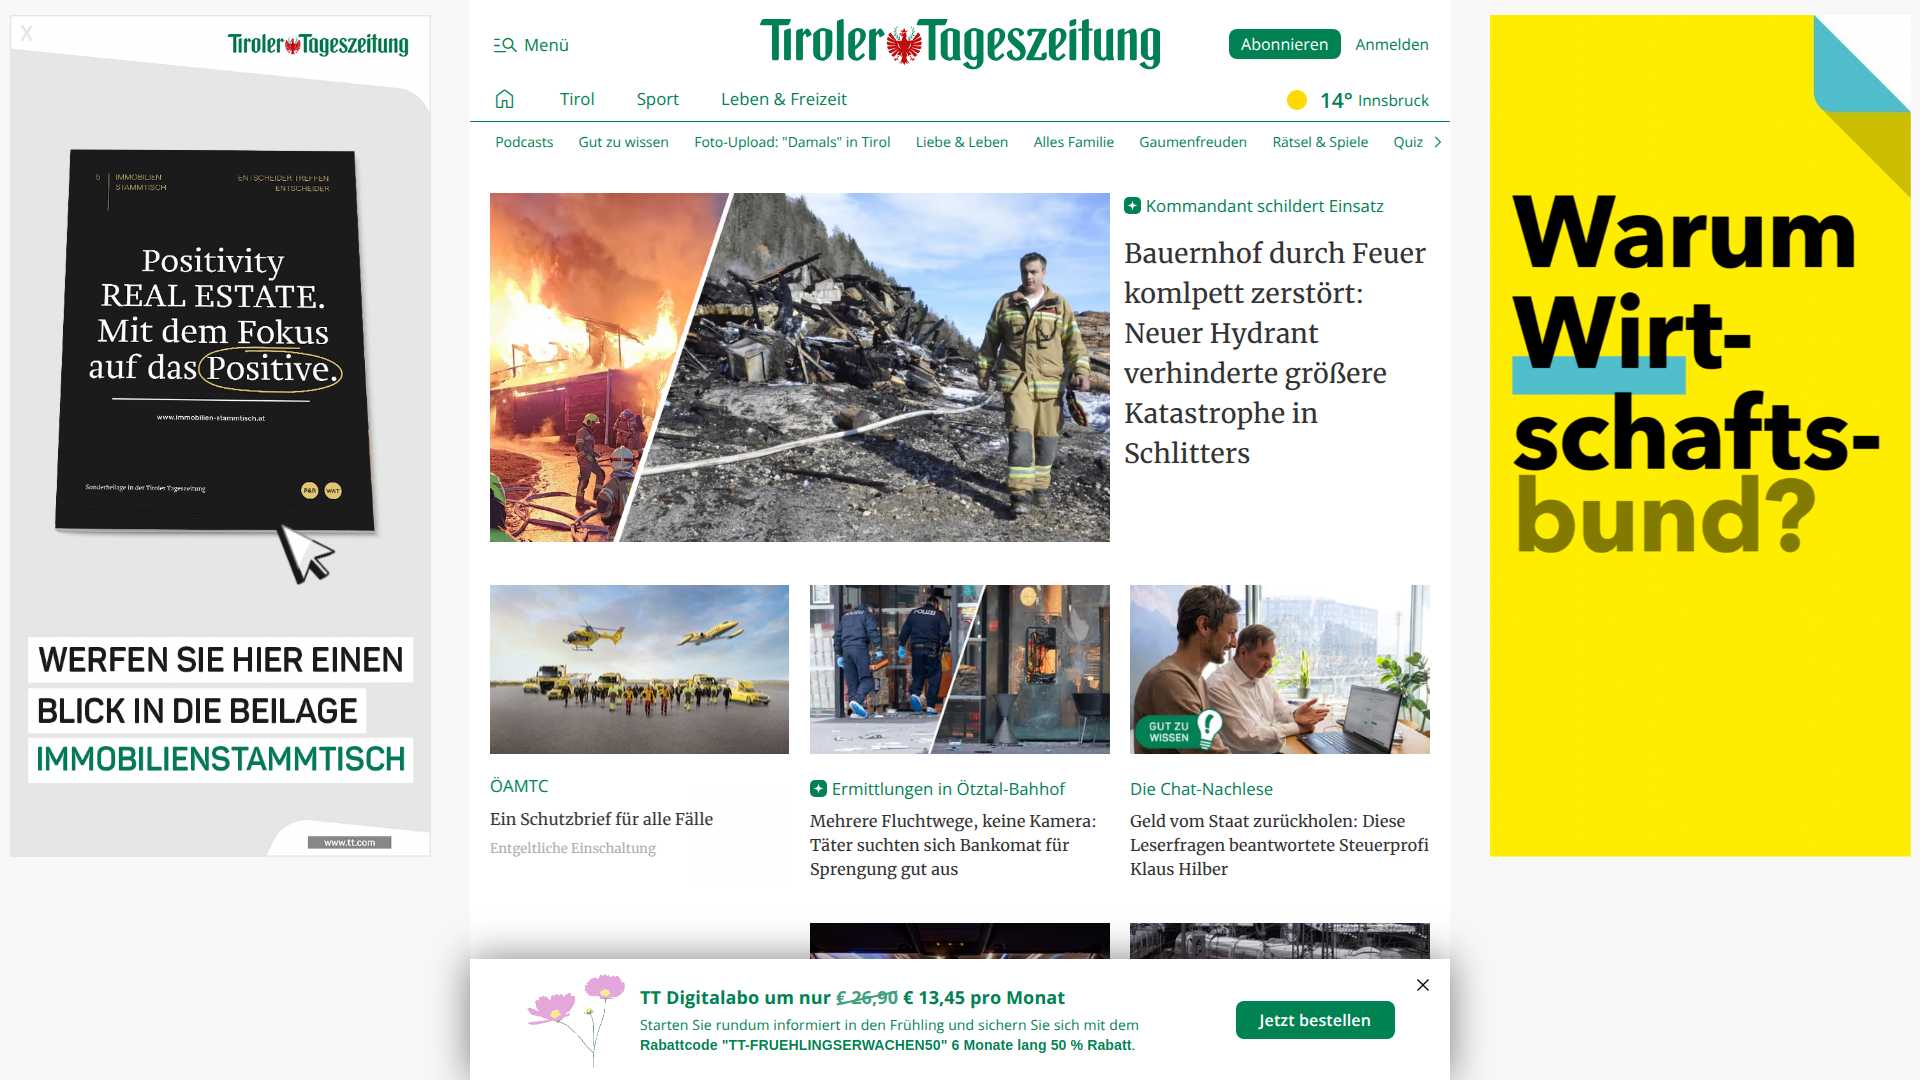 X
Tiroler Tageszeitung
5
IMMOBILIEN
STAMMTISCH
ENTSCHEIDER TREFFEN
ENTSCHEIDER
Positivity
REAL ESTATE.
Mit dem Fokus
auf das Positive.
www.immobilien-stammtisch.at
Sonderbeilage in der Tiroler Tageszeitung
P&R
W&T
WERFEN SIE HIER EINEN
BLICK IN DIE BEILAGE
IMMOBILIENSTAMMTISCH
www.tt.com
Menü
Tiroler Tageszeitung
Abonnieren
Anmelden
Tirol
Sport
Leben & Freizeit
14° Innsbruck
Podcasts
Gut zu wissen
Foto-Upload: "Damals" in Tirol
Liebe & Leben
Alles Familie
Gaumenfreuden
Rätsel & Spiele
Quiz
Kommandant schildert Einsatz
Bauernhof durch Feuer
komlpett zerstört:
Neuer Hydrant
verhinderte größere
Katastrophe in
Schlitters
POLIZEI
GUT ZU
WISSEN
ÖAMTC
Ein Schutzbrief für alle Fälle
Entgeltliche Einschaltung
Ermittlungen in Ötztal-Bahhof
Mehrere Fluchtwege, keine Kamera:
Täter suchten sich Bankomat für
Sprengung gut aus
Die Chat-Nachlese
Geld vom Staat zurückholen: Diese
Leserfragen beantwortete Steuerprofi
Klaus Hilber
TT Digitalabo um nur € 26,90 € 13,45 pro Monat
Starten Sie rundum informiert in den Frühling und sichern Sie sich mit dem
Rabattcode "TT-FRUEHLINGSERWACHEN50" 6 Monate lang 50 % Rabatt.
Jetzt bestellen
Warum
Wirt-
schafts-
bund?